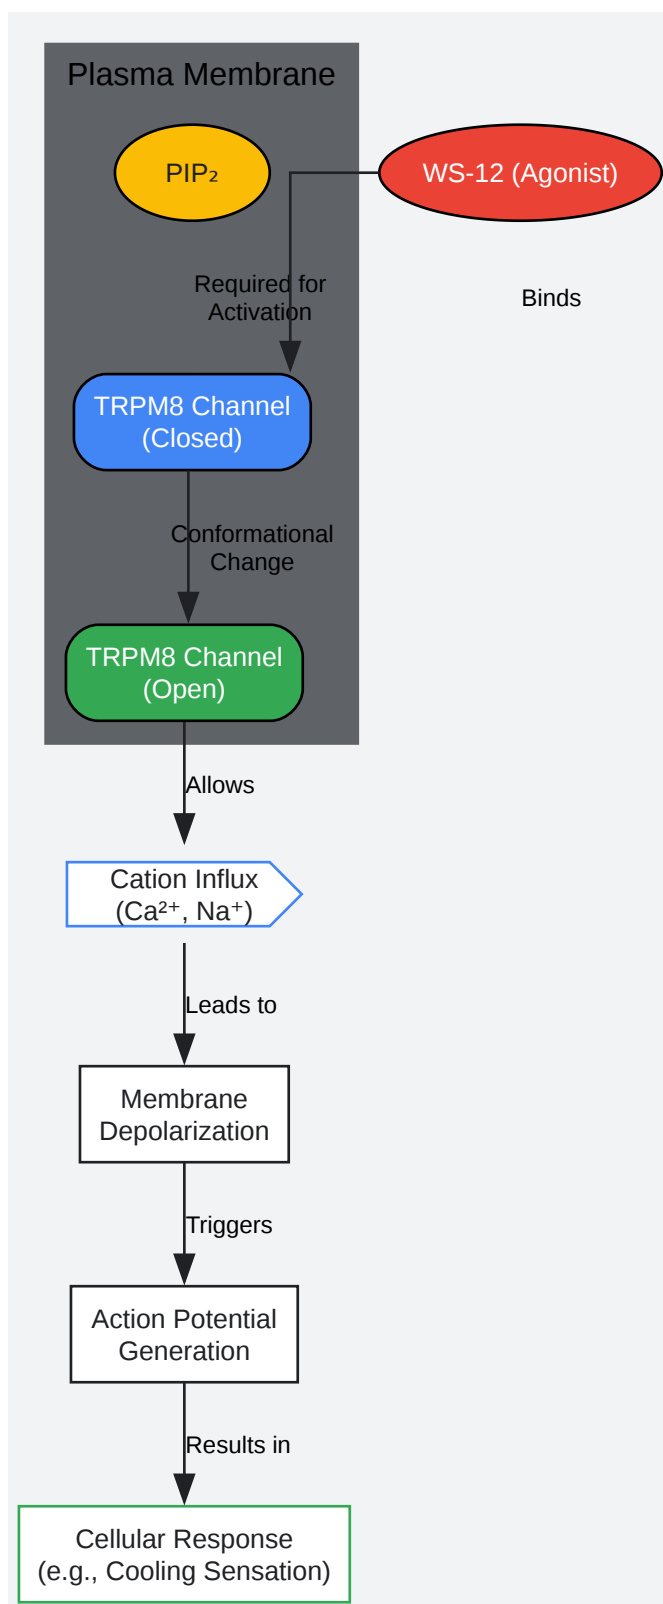 Plasma Membrane
PIP₂
WS-12 (Agonist)
Required for
Activation
Binds
TRPM8 Channel
(Closed)
Conformational
Change
TRPM8 Channel
(Open)
Allows
Cation Influx
(Ca²⁺, Na⁺)
Leads to
Membrane
Depolarization
Triggers
Action Potential
Generation
Results in
Cellular Response
(e.g., Cooling Sensation)